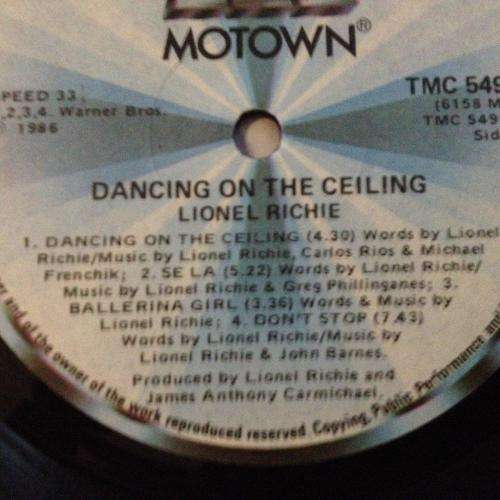 MOTOWN®
TMC 549
PEED 33
(6158 M
,2,3,4. Warner Bros.
TMC 549
1986
Sid
DANCING ON THE CEILING
LIONEL RICHIE
1. DANCING ON THE CEILING (4.30) Words by Lionel
Richie/Music by Lionel Richie, Carlos Rios & Michael
Frenchik; 2. SE LA (5.22) Words by Lionel Richie/
Music by Lionel Richie & Greg Phillinganes; 3.
BALLERINA GIRL (3.36) Words & Music by
Lionel Richie; 4. DON'T STOP (7.43)
Words by Lionel Richie/Music by
Lionel Richie & John Barnes.
Produced by Lionel Richie and
James Anthony Carmichael.
and of the owner of the work reproduced reserved. Copying, Public Performance and